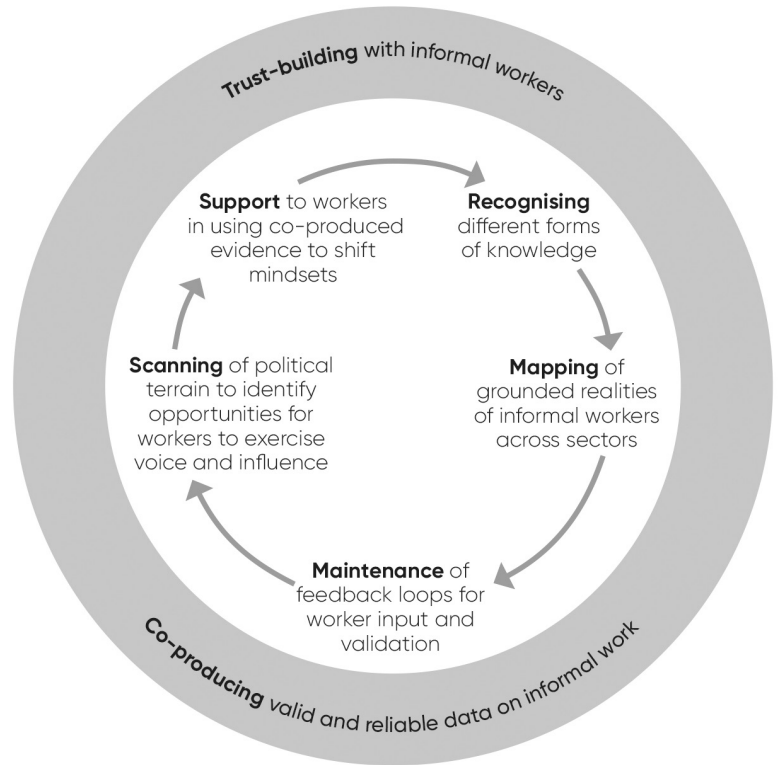 Trust-building with informal workers
Support to workers
in using co-produced
evidence to shift
mindsets
Recognising
different forms
of knowledge
Mapping of
grounded realities
of informal workers
across sectors
Maintenance of
feedback loops for
worker input and
validation
Scanning of political
terrain to identify
opportunities for
workers to exercise
voice and influence
Co-producing valid and reliable data on informal work